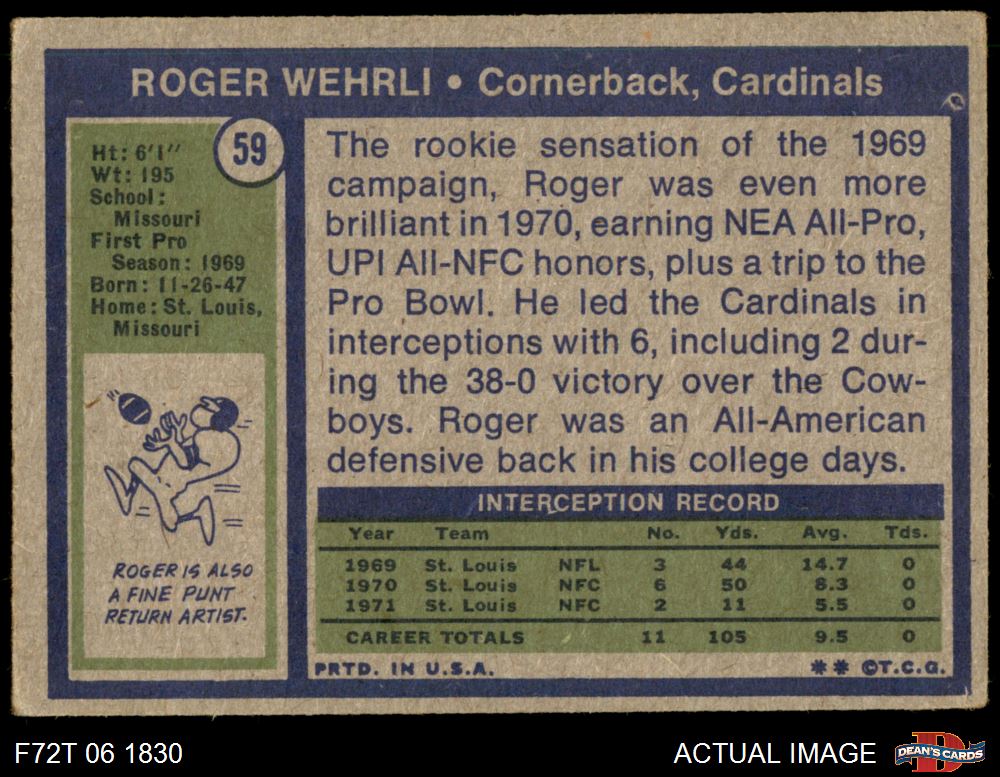 ROGER WEHRLI • Cornerback, Cardinals
59
Ht: 6'1"
Wt: 195
School:
Missouri
First Pro
Season: 1969
Born: 11-26-47
Home: St. Louis,
Missouri
ROGER IS ALSO
A FINE PUNT
RETURN ARTIST.
The rookie sensation of the 1969
campaign, Roger was even more
brilliant in 1970, earning NEA All-Pro,
UPI All-NFC honors, plus a trip to the
Pro Bowl. He led the Cardinals in
interceptions with 6, including 2 dur-
ing the 38-0 victory over the Cow-
boys. Roger was an All-American
defensive back in his college days.
INTERCEPTION RECORD
Year Team No. Yds. Avg. Tds.
1969 St. Louis NFL 3 44 14.7 0
1970 St. Louis NFC 6 50 8.3 0
1971 St. Louis NFC 2 11 5.5 0
CAREER TOTALS 11 105 9.5 0
PRTD. IN U.S.A. ** ©T.C.G.
F72T 06 1830 ACTUAL IMAGE
D DEAN'S CARDS